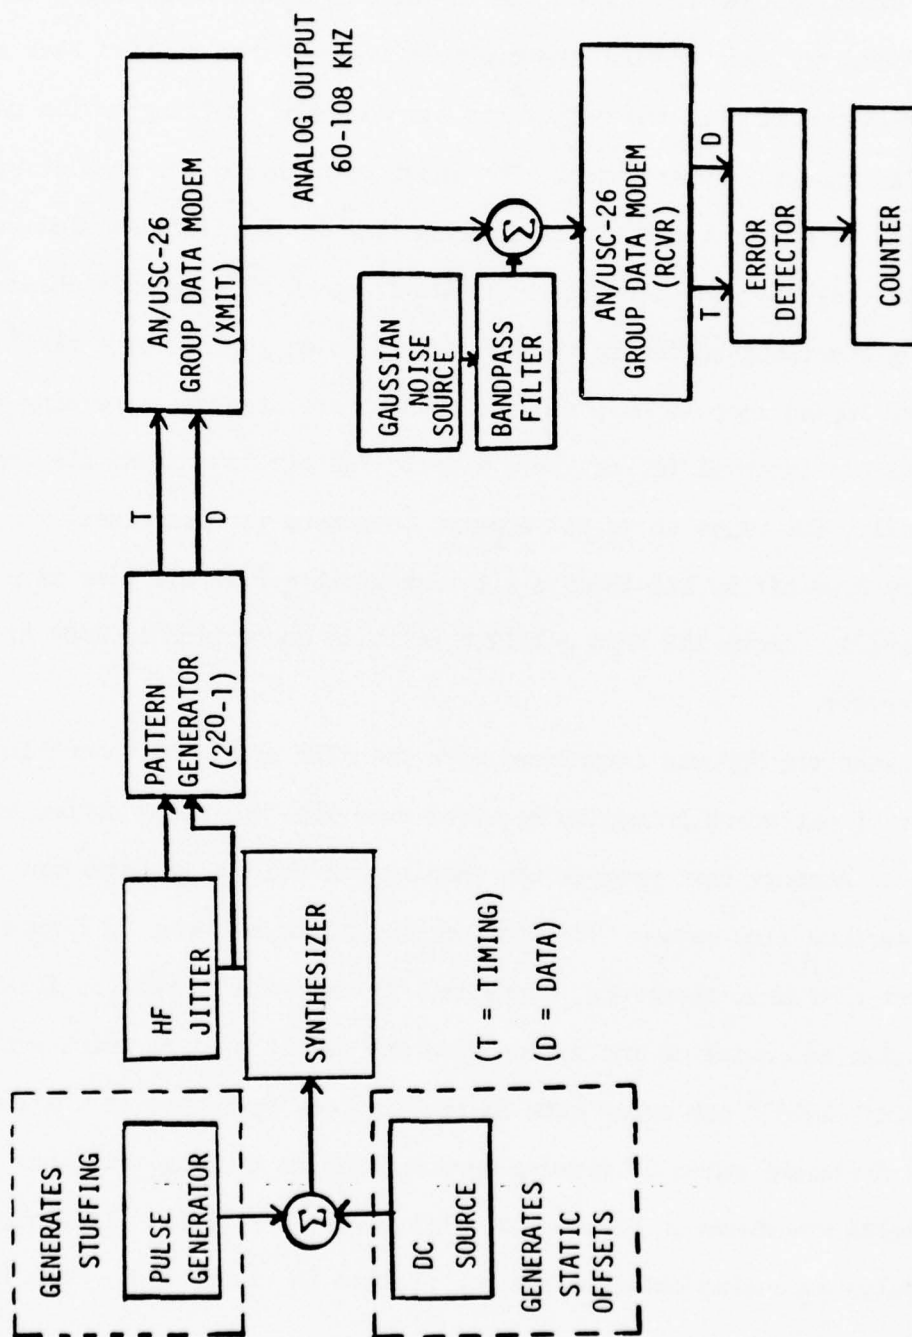 GENERATES
STUFFING
PULSE
GENERATOR
Σ
DC
SOURCE
GENERATES
STATIC
OFFSETS
HF
JITTER
SYNTHESIZER
(T = TIMING)
(D = DATA)
PATTERN
GENERATOR
(2²⁰-1)
T
D
AN/USC-26
GROUP DATA MODEM
(XMIT)
ANALOG OUTPUT
60-108 KHZ
GAUSSIAN
NOISE
SOURCE
BANDPASS
FILTER
Σ
AN/USC-26
GROUP DATA MODEM
(RCVR)
T
D
ERROR
DETECTOR
COUNTER